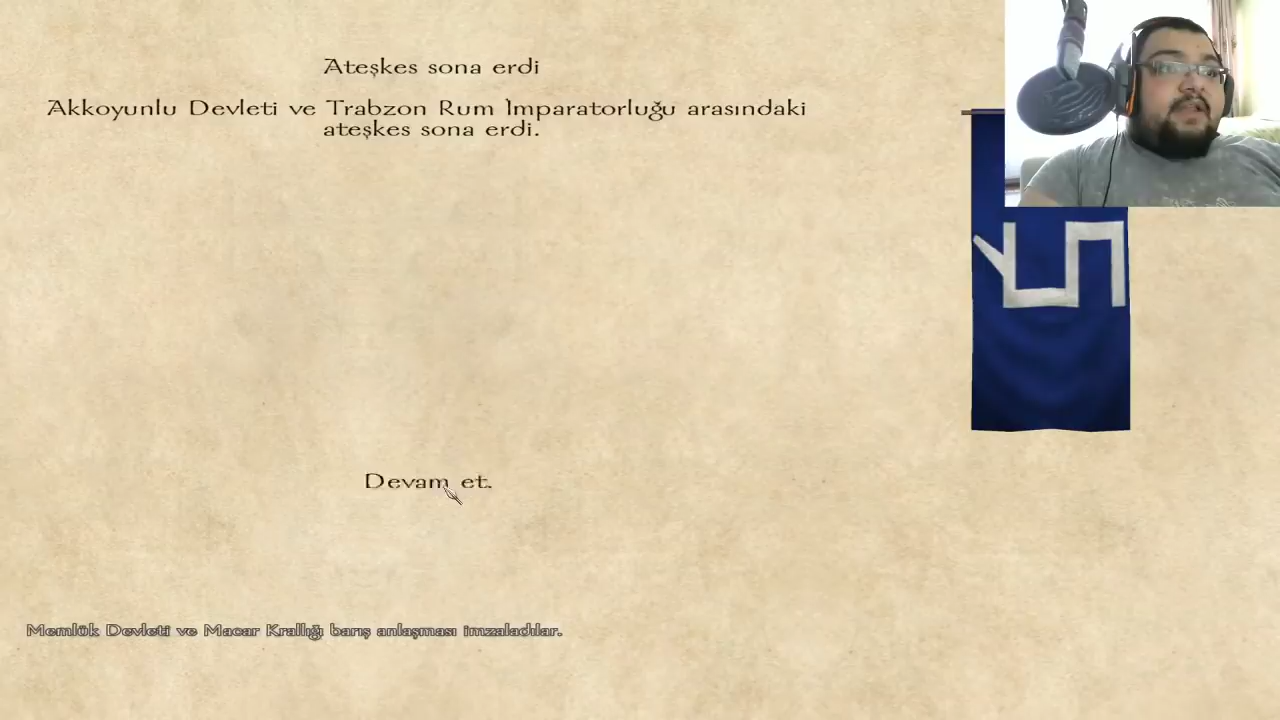 Ateşkes sona erdi
Akkoyunlu Devleti ve Trabzon Rum İmparatorluğu arasındaki
ateşkes sona erdi.
Devam et.
Memlük Devleti ve Macar Krallığı barış anlaşması imzaladılar.